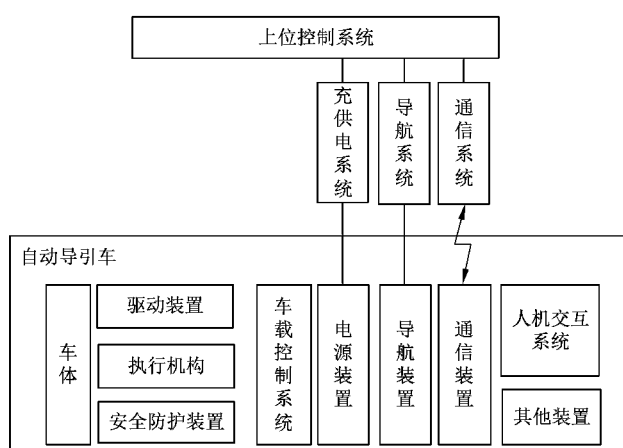 上位控制系统
充供电系统
导航系统
通信系统
自动导引车
车体
驱动装置
执行机构
安全防护装置
车载控制系统
电源装置
导航装置
通信装置
人机交互
系统
其他装置